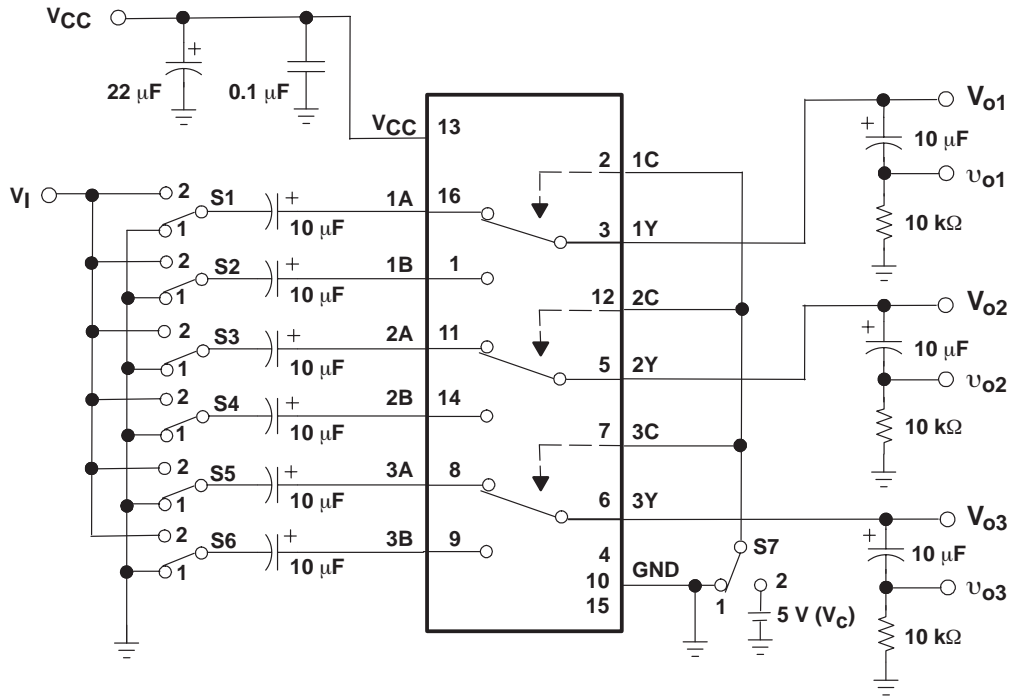 VCC
+
22 μF
0.1 μF
VCC
13
VI
2
1
S1
+
10 μF
1A
16
2
1
S2
+
10 μF
1B
1
2
1
S3
+
10 μF
2A
11
2
1
S4
+
10 μF
2B
14
2
1
S5
+
10 μF
3A
8
2
1
S6
+
10 μF
3B
9
2
1C
3
1Y
12
2C
5
2Y
7
3C
6
3Y
4
10
15
GND
S7
1
2
5 V (VC)
Vo1
+
10 μF
υo1
10 kΩ
Vo2
+
10 μF
υo2
10 kΩ
Vo3
+
10 μF
υo3
10 kΩ